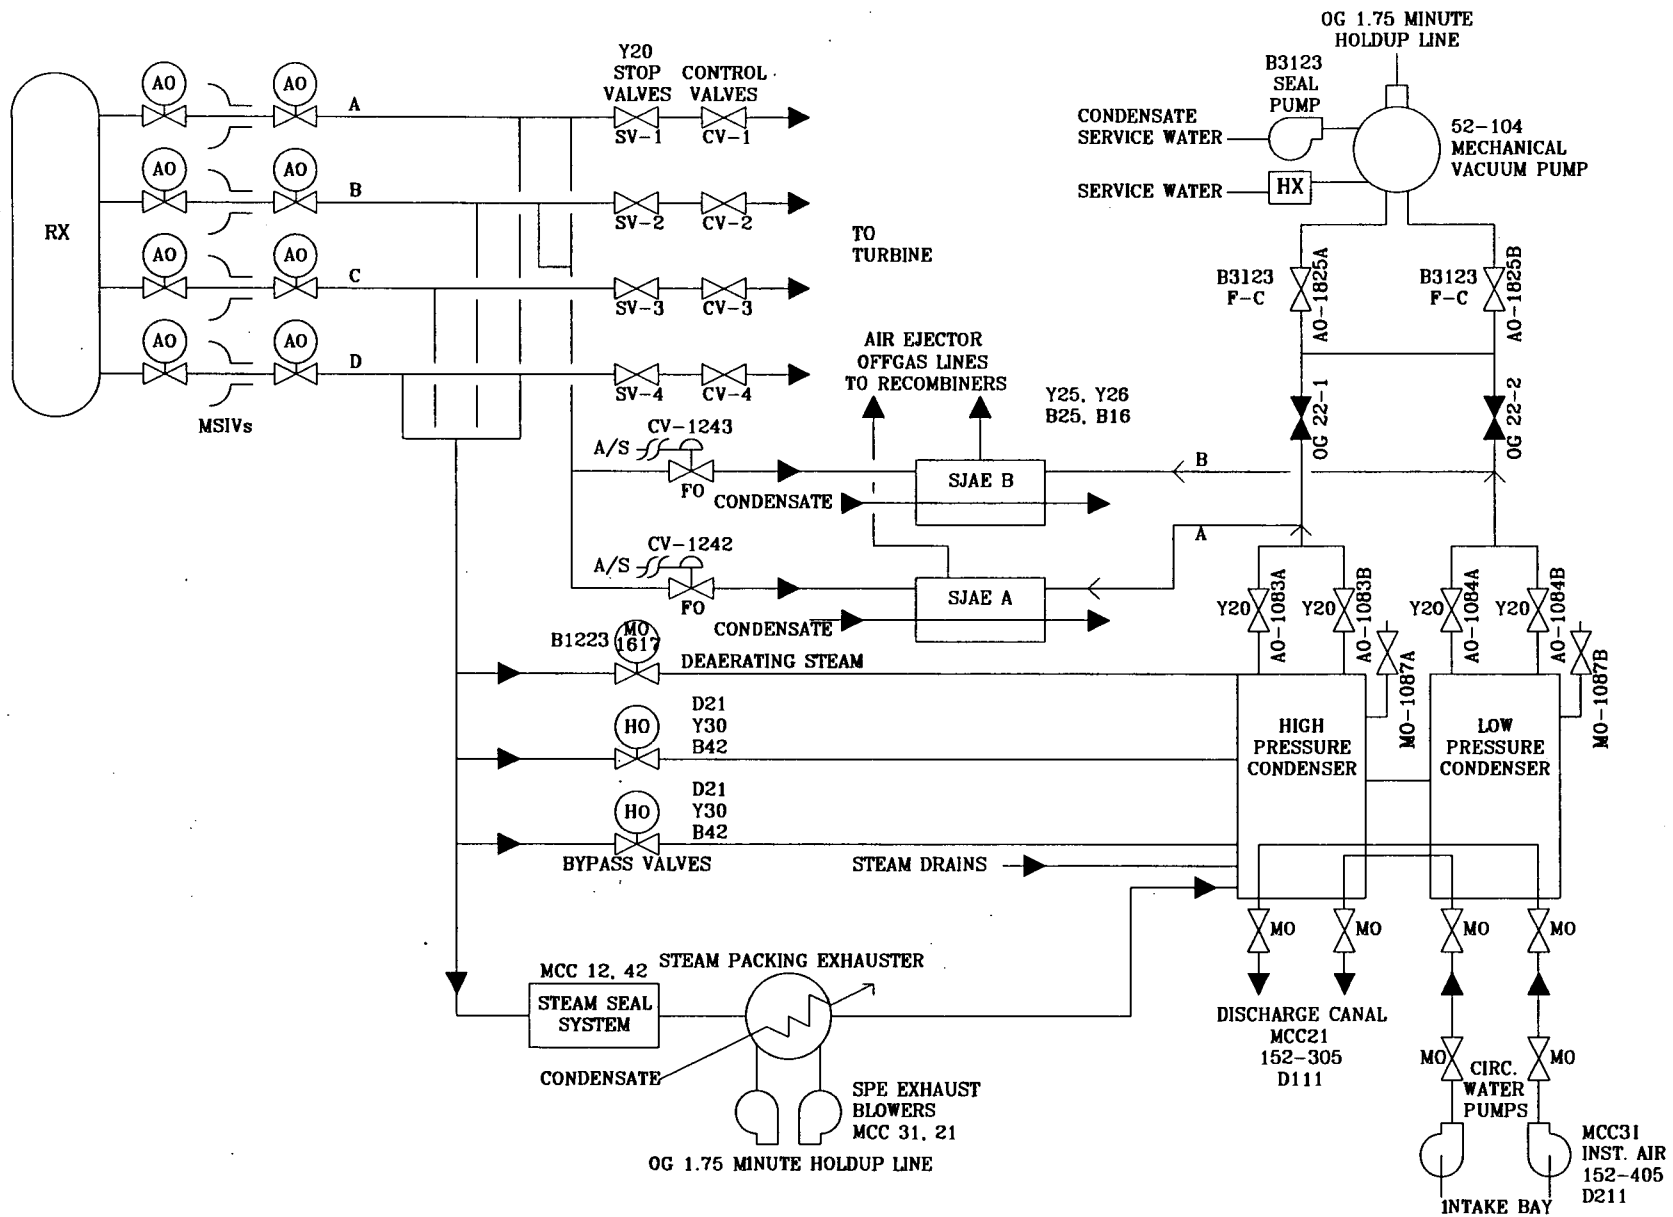 OG 1.75 MINUTE
HOLDUP LINE
B3123
SEAL
PUMP
CONDENSATE
SERVICE WATER
52-104
MECHANICAL
VACUUM PUMP
SERVICE WATER
HX
Y20
STOP
VALVES
CONTROL
VALVES
AO
AO
A
SV-1
CV-1
AO
AO
B
SV-2
CV-2
RX
TO
TURBINE
AO
AO
C
SV-3
CV-3
AO
AO
D
SV-4
CV-4
MSIVs
B3123
F-C
AO-1825A
B3123
F-C
AO-1825B
AIR EJECTOR
OFFGAS LINES
TO RECOMBINERS
Y25, Y26
B25, B16
OG 22-1
OG 22-2
CV-1243
A/S
FO
SJAE B
B
CONDENSATE
CV-1242
A/S
FO
SJAE A
A
CONDENSATE
Y20
AO-1083A
Y20
AO-1083B
Y20
AO-1084A
Y20
AO-1084B
MO-1087A
MO-1087B
B1223
MO
1617
DEAERATING STEAM
HO
D21
Y30
B42
HIGH
PRESSURE
CONDENSER
LOW
PRESSURE
CONDENSER
HO
D21
Y30
B42
BYPASS VALVES
STEAM DRAINS
MO
MO
MO
MO
STEAM PACKING EXHAUSTER
MCC 12, 42
STEAM SEAL
SYSTEM
CONDENSATE
DISCHARGE CANAL
MCC21
152-305
D111
MO
MO
CIRC.
WATER
PUMPS
SPE EXHAUST
BLOWERS
MCC 31, 21
OG 1.75 MINUTE HOLDUP LINE
MCC31
INST. AIR
152-405
D211
INTAKE BAY